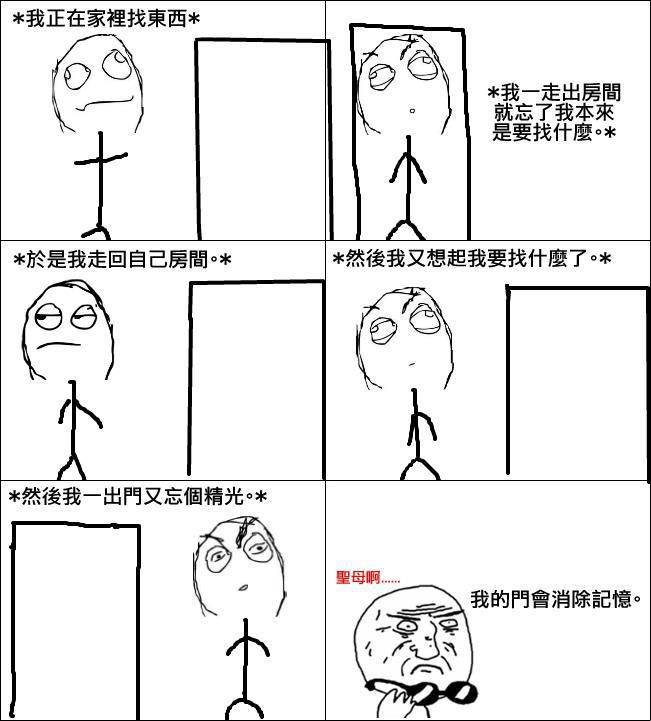 *我正在家裡找東西*
*我一走出房間
就忘了我本來
是要找什麼。*
*於是我走回自己房間。*
*然後我又想起我要找什麼了。*
*然後我一出門又忘個精光。*
聖母啊......
我的門會消除記憶。